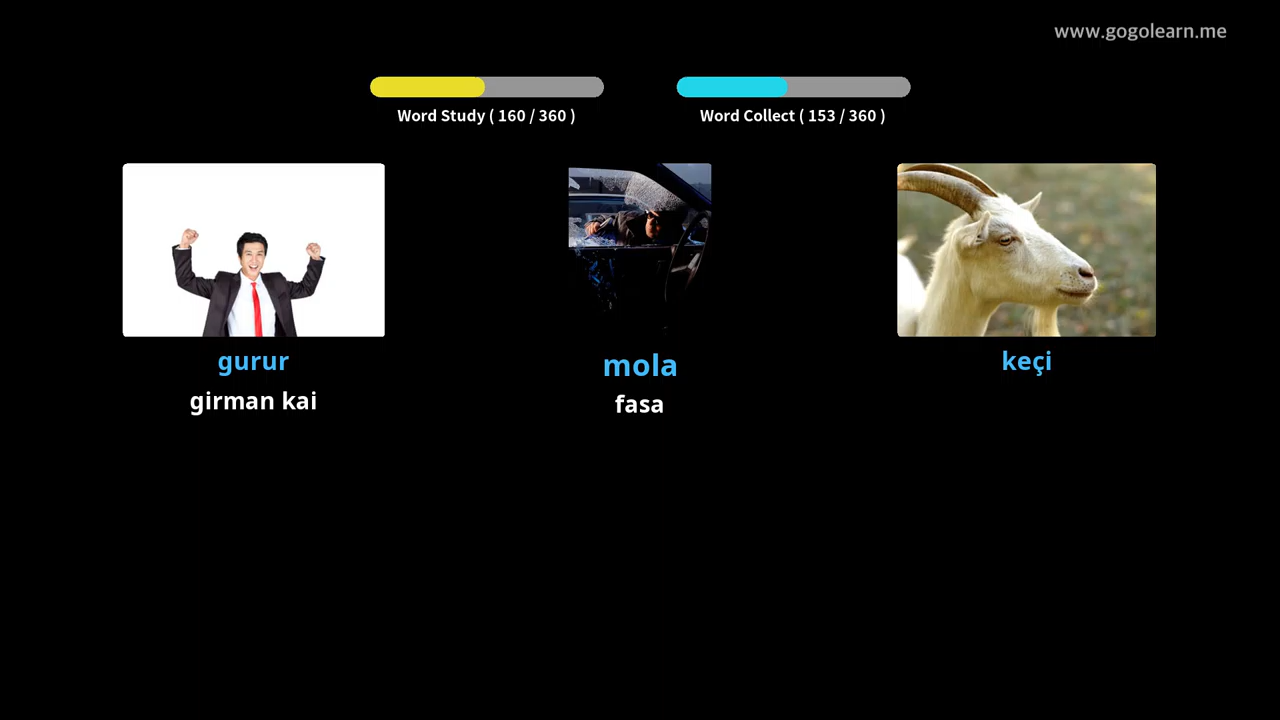 www.gogolearn.me
Word Study ( 160 / 360 )
Word Collect ( 153 / 360 )
gurur
girman kai
mola
fasa
keçi